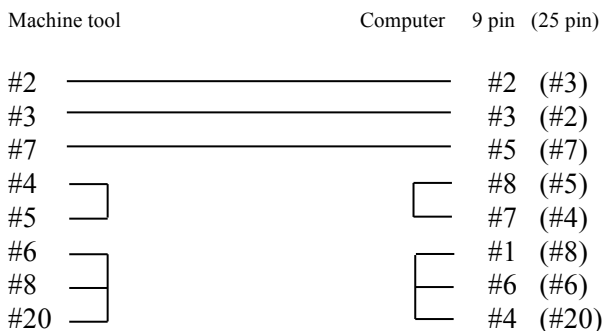 Machine tool Computer 9 pin (25 pin)
#2 #2 (#3)
#3 #3 (#2)
#7 #5 (#7)
#4 #8 (#5)
#5 #7 (#4)
#6 #1 (#8)
#8 #6 (#6)
#20 #4 (#20)